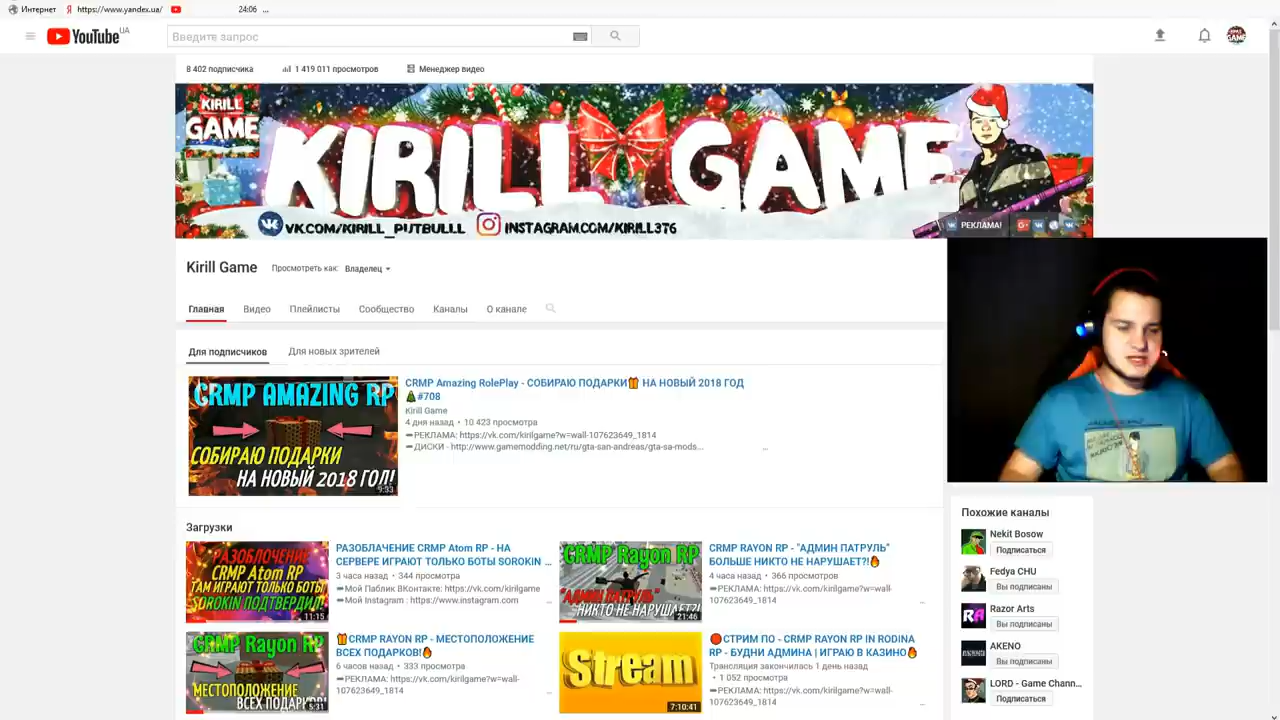 Интернет https://www.yandex.ua/ 24:06 ...
YouTube UA
Введите запрос
8 402 подписчика 1 419 011 просмотров Менеджер видео
KIRILL GAME
KIRILL GAME
VK.COM/KIRILL_PUTBULLL INSTAGRAM.COM/KIRILL376
РЕКЛАМА!
Kirill Game Просмотреть как: Владелец
Главная Видео Плейлисты Сообщество Каналы О канале
Для подписчиков Для новых зрителей
CRMP AMAZING RP
СОБИРАЮ ПОДАРКИ
НА НОВЫЙ 2018 ГОД!
9:33
CRMP Amazing RolePlay - СОБИРАЮ ПОДАРКИ🎁 НА НОВЫЙ 2018 ГОД
🎄#708
Kirill Game
4 дня назад • 10 423 просмотра
➡РЕКЛАМА: https://vk.com/kirilgame?w=wall-107623649_1814
➡ДИСКИ - http://www.gamemodding.net/ru/gta-san-andreas/gta-sa-mods...
...
Загрузки
РАЗОБЛАЧЕНИЕ
CRMP Atom RP
ТАМ ИГРАЮТ ТОЛЬКО БОТЫ
SOROKIN ПОДТВЕРДИЛ!
11:15
РАЗОБЛАЧЕНИЕ CRMP Atom RP - НА
СЕРВЕРЕ ИГРАЮТ ТОЛЬКО БОТЫ SOROKIN ...
3 часа назад • 344 просмотра
➡Мой Паблик ВКонтакте: https://vk.com/kirilgame
➡Мой Instagram : https://www.instagram.com
...
CRMP Rayon RP
"АДМИН ПАТРУЛЬ"
НИКТО НЕ НАРУШАЕТ?!
21:46
CRMP RAYON RP - "АДМИН ПАТРУЛЬ"
БОЛЬШЕ НИКТО НЕ НАРУШАЕТ?!🔥
4 часа назад • 366 просмотров
➡РЕКЛАМА: https://vk.com/kirilgame?w=wall-
107623649_1814
...
CRMP Rayon RP
МЕСТОПОЛОЖЕНИЕ
ВСЕХ ПОДАРКОВ!
5:31
🎁CRMP RAYON RP - МЕСТОПОЛОЖЕНИЕ
ВСЕХ ПОДАРКОВ!🔥
6 часов назад • 333 просмотра
➡РЕКЛАМА: https://vk.com/kirilgame?w=wall-
107623649_1814
...
Stream
7:10:41
🔴СТРИМ ПО - CRMP RAYON RP IN RODINA
RP - БУДНИ АДМИНА | ИГРАЮ В КАЗИНО🔥
Трансляция закончилась 1 день назад
• 1 052 просмотра
➡РЕКЛАМА: https://vk.com/kirilgame?w=wall-
107623649_1814
...
Похожие каналы
Nekit Bosow
Подписаться
Fedya CHU
Вы подписаны
Razor Arts
Вы подписаны
AKENO
Вы подписаны
LORD - Game Chann...
Подписаться